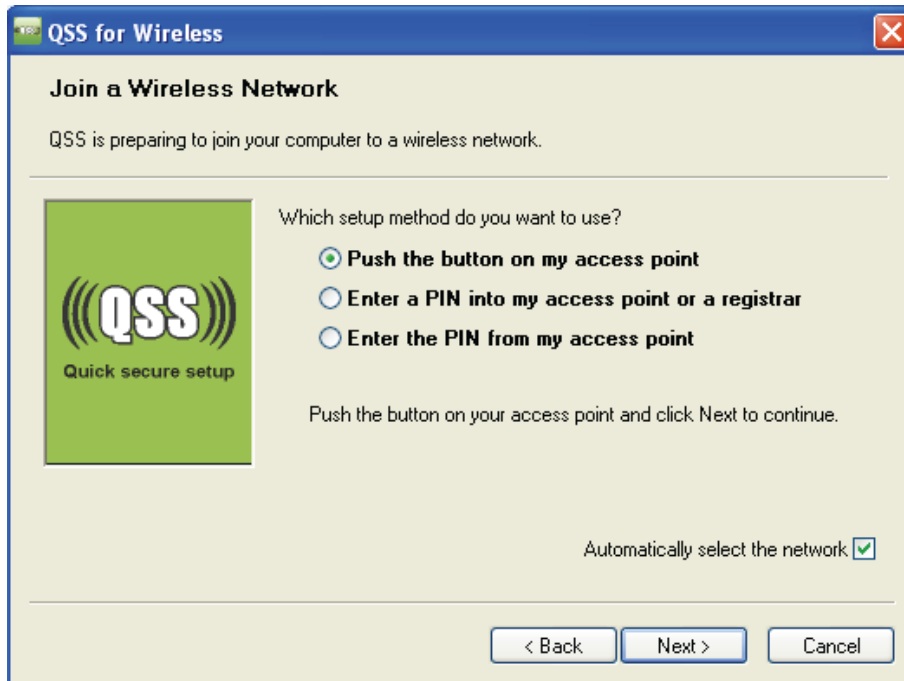 QSS for Wireless
Join a Wireless Network
QSS is preparing to join your computer to a wireless network.
Which setup method do you want to use?
Push the button on my access point
Enter a PIN into my access point or a registrar
Enter the PIN from my access point
(((QSS)))
Quick secure setup
Push the button on your access point and click Next to continue.
Automatically select the network
< Back
Next >
Cancel